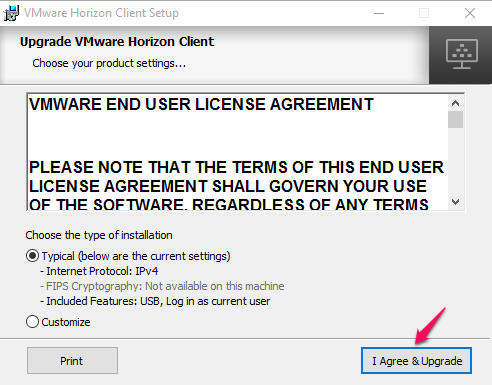 VMware Horizon Client Setup
Upgrade VMware Horizon Client
Choose your product settings...
VMWARE END USER LICENSE AGREEMENT
PLEASE NOTE THAT THE TERMS OF THIS END USER
LICENSE AGREEMENT SHALL GOVERN YOUR USE
OF THE SOFTWARE, REGARDLESS OF ANY TERMS
Choose the type of installation
Typical (below are the current settings)
- Internet Protocol: IPv4
- FIPS Cryptography: Not available on this machine
- Included Features: USB, Log in as current user
Customize
Print
I Agree & Upgrade